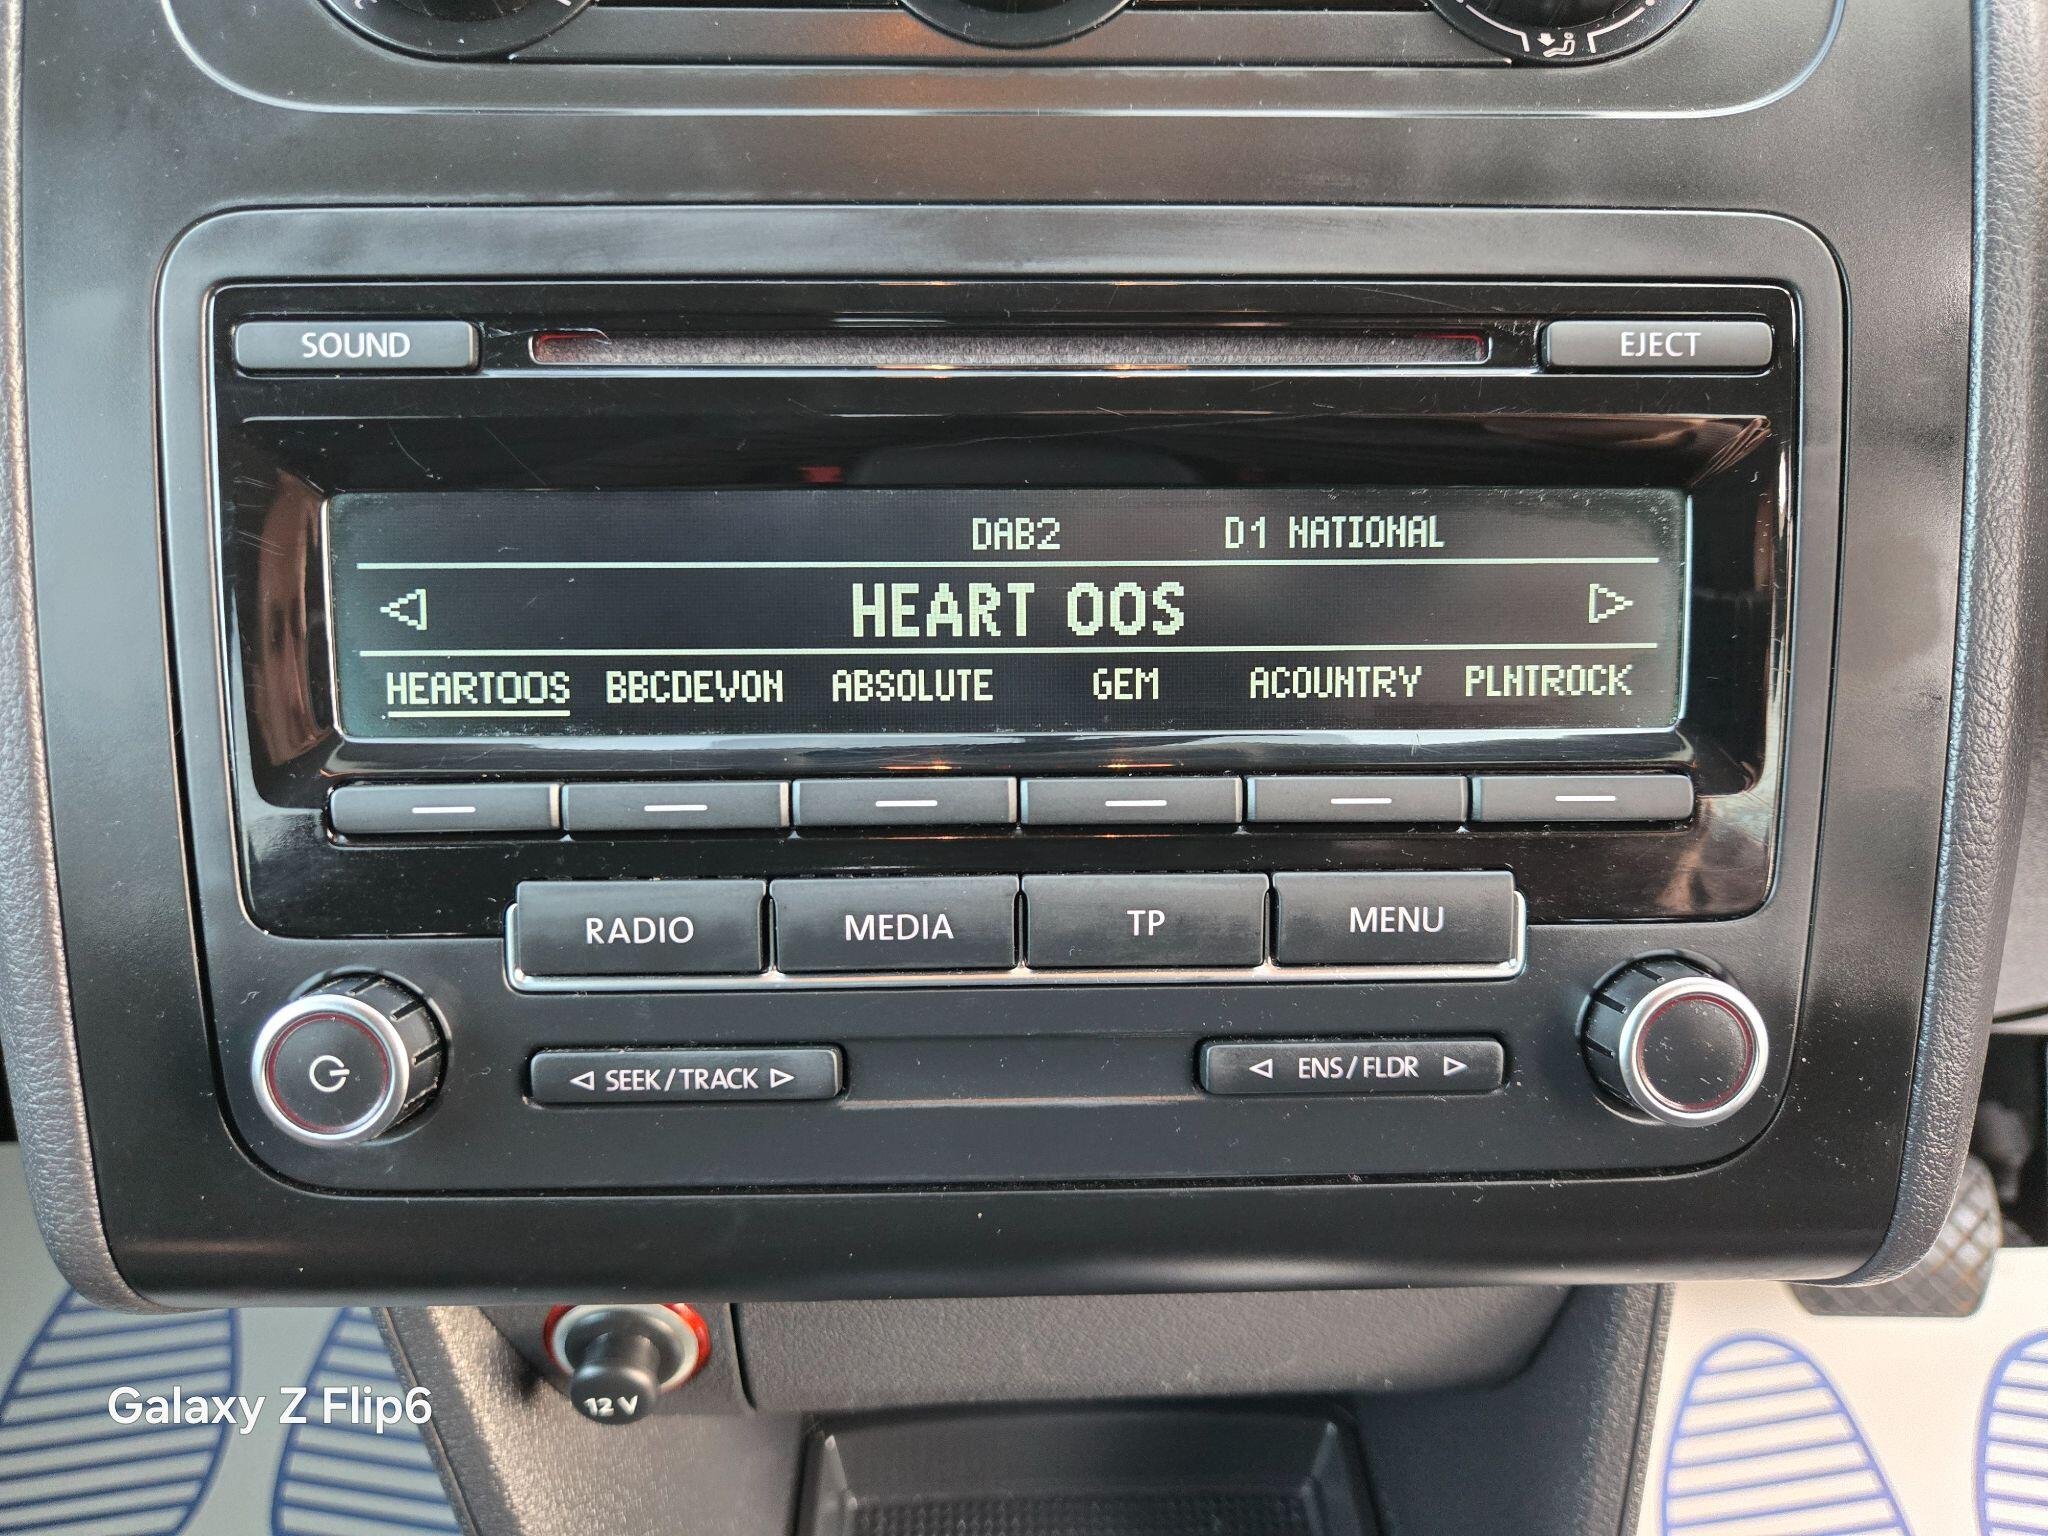 SOUND
EJECT
DAB2 D1 NATIONAL
HEART 00S
HEART00S BBCDEVON ABSOLUTE GEM ACOUNTRY PLNTROCK
RADIO MEDIA TP MENU
SEEK/TRACK
ENS/FLDR
12V
Galaxy Z Flip6